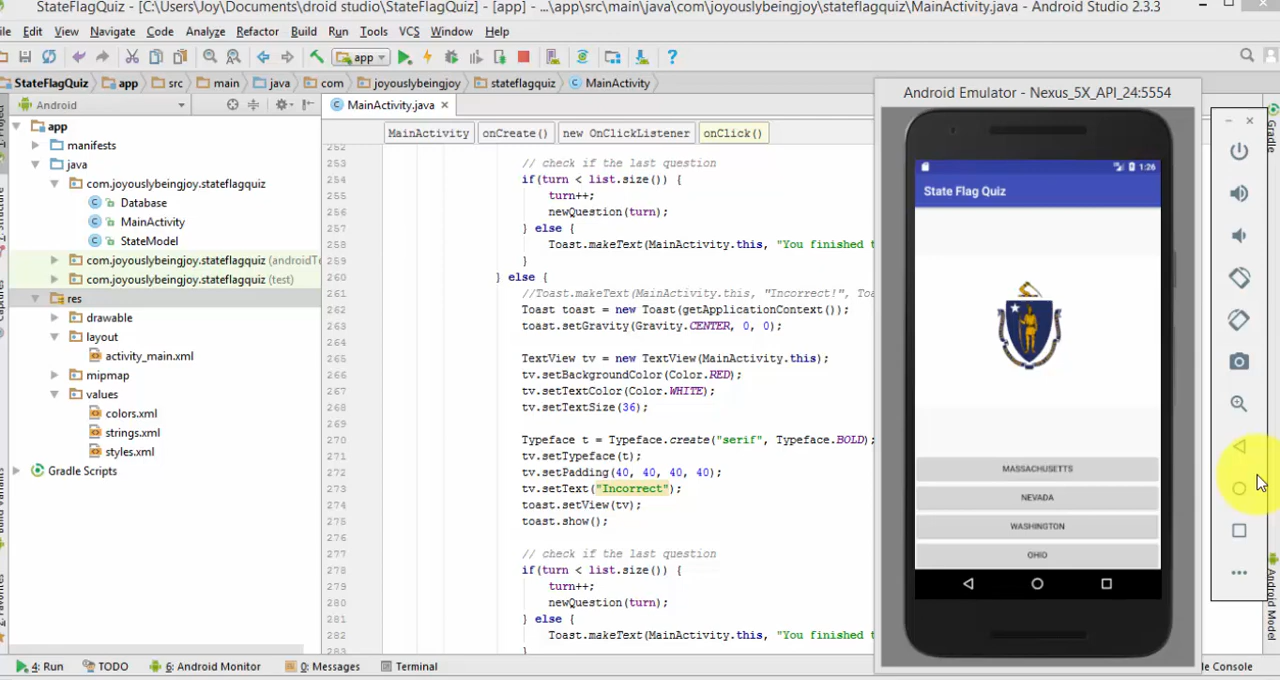 StateFlagQuiz - [C:\Users\Joy\Documents\droid studio\StateFlagQuiz] - [app] - ...\app\src\main\java\com\joyouslybeingjoy\stateflagquiz\MainActivity.java - Android Studio 2.3.3
ile Edit View Navigate Code Analyze Refactor Build Run Tools VCS Window Help
app
StateFlagQuiz app src main java com joyouslybeingjoy stateflagquiz MainActivity
Android
MainActivity.java
MainActivity onCreate() new OnClickListener onClick()
app
manifests
java
com.joyouslybeingjoy.stateflagquiz
Database
MainActivity
StateModel
com.joyouslybeingjoy.stateflagquiz (androidTe
com.joyouslybeingjoy.stateflagquiz (test)
res
drawable
layout
activity_main.xml
mipmap
values
colors.xml
strings.xml
styles.xml
Gradle Scripts
252
253 // check if the last question
254 if(turn < list.size()) {
255 turn++;
256 newQuestion(turn);
257 } else {
258 Toast.makeText(MainActivity.this, "You finished t
259 }
260 } else {
261 //Toast.makeText(MainActivity.this, "Incorrect!", Toa
262 Toast toast = new Toast(getApplicationContext());
263 toast.setGravity(Gravity.CENTER, 0, 0);
264
265 TextView tv = new TextView(MainActivity.this);
266 tv.setBackgroundColor(Color.RED);
267 tv.setTextColor(Color.WHITE);
268 tv.setTextSize(36);
269
270 Typeface t = Typeface.create("serif", Typeface.BOLD);
271 tv.setTypeface(t);
272 tv.setPadding(40, 40, 40, 40);
273 tv.setText("Incorrect");
274 toast.setView(tv);
275 toast.show();
276
277 // check if the last question
278 if(turn < list.size()) {
279 turn++;
280 newQuestion(turn);
281 } else {
282 Toast.makeText(MainActivity.this, "You finished t
283 }
Android Emulator - Nexus_5X_API_24:5554
1:26
State Flag Quiz
MASSACHUSETTS
NEVADA
WASHINGTON
OHIO
Gradle
Android Model
Captures
Build Variants
4: Run TODO 6: Android Monitor 0: Messages Terminal le Console